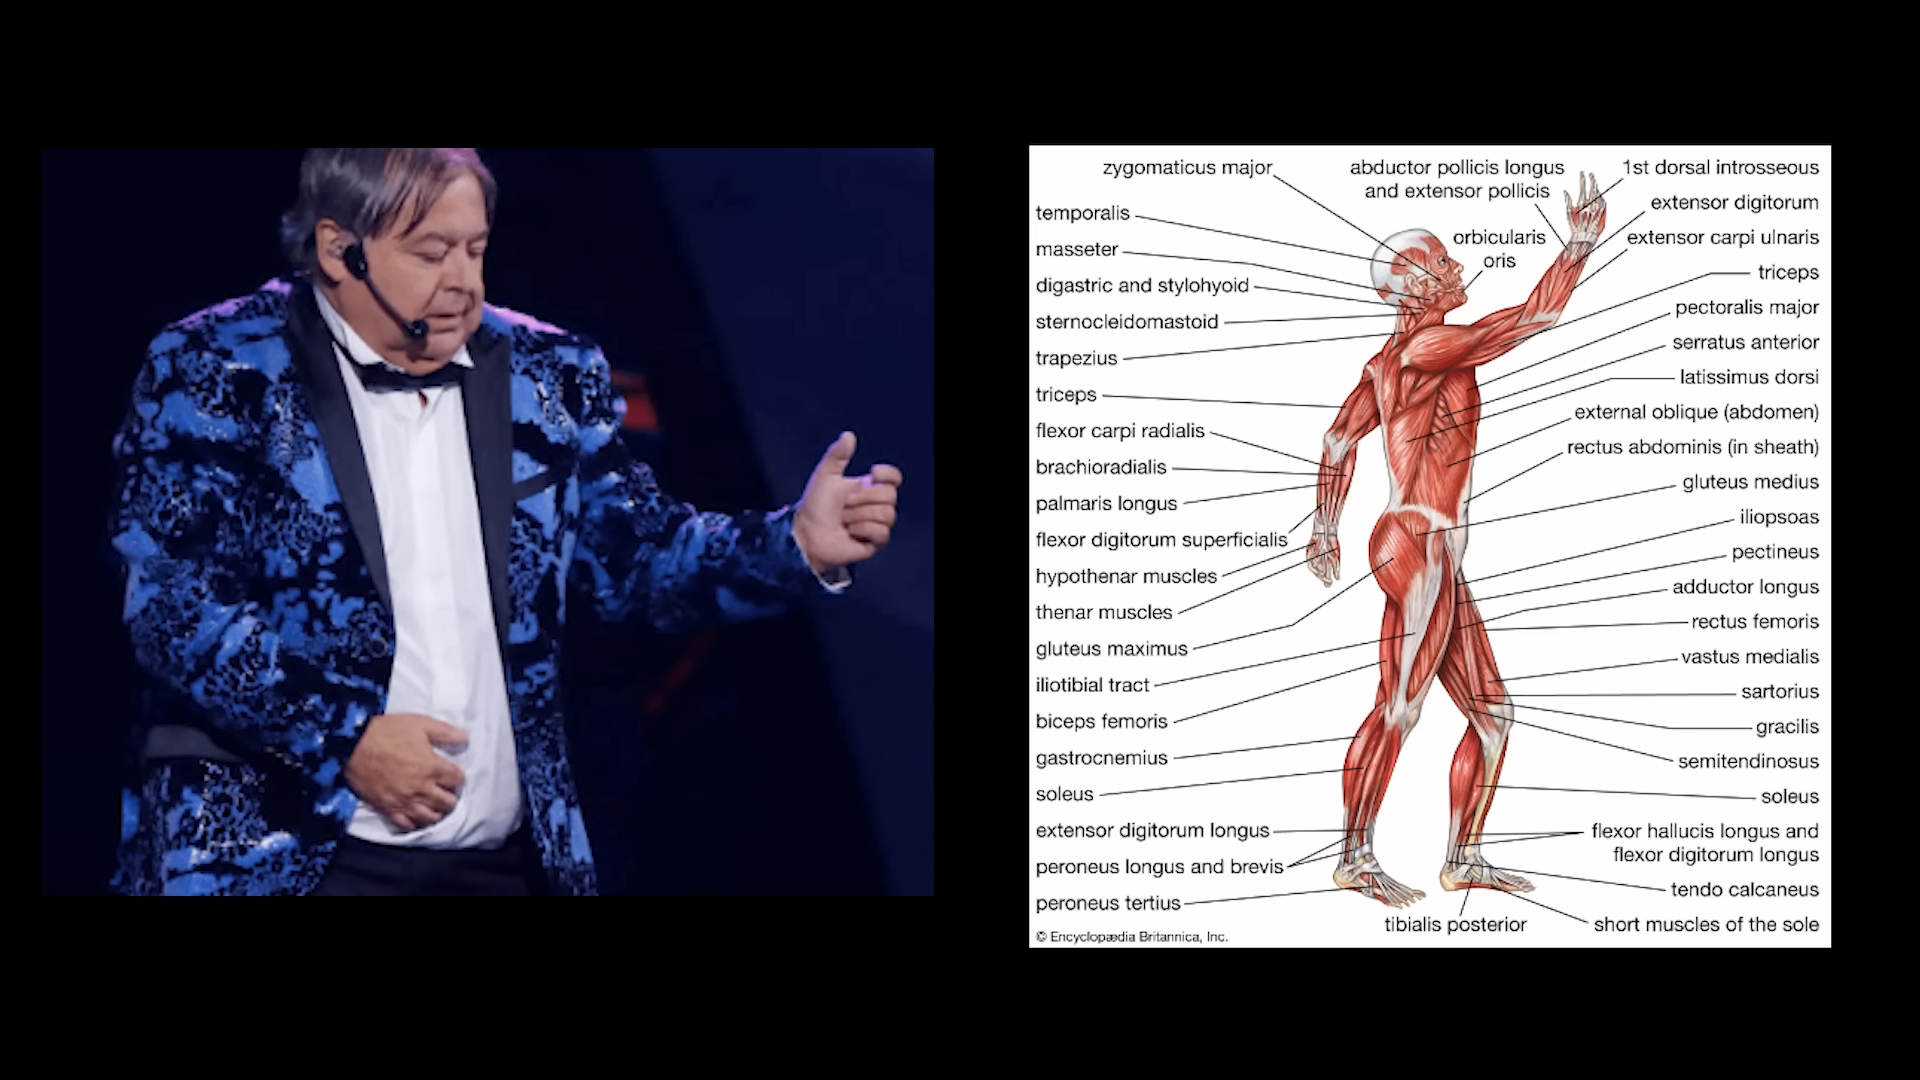 zygomaticus major
temporalis
masseter
digastric and stylohyoid
sternocleidomastoid
trapezius
triceps
flexor carpi radialis
brachioradialis
palmaris longus
flexor digitorum superficialis
hypothenar muscles
thenar muscles
gluteus maximus
iliotibial tract
biceps femoris
gastrocnemius
soleus
extensor digitorum longus
peroneus longus and brevis
peroneus tertius
© Encyclopædia Britannica, Inc.
abductor pollicis longus
and extensor pollicis
orbicularis
oris
1st dorsal introsseous
extensor digitorum
extensor carpi ulnaris
triceps
pectoralis major
serratus anterior
latissimus dorsi
external oblique (abdomen)
rectus abdominis (in sheath)
gluteus medius
iliopsoas
pectineus
adductor longus
rectus femoris
vastus medialis
sartorius
gracilis
semitendinosus
soleus
flexor hallucis longus and
flexor digitorum longus
tendo calcaneus
tibialis posterior
short muscles of the sole